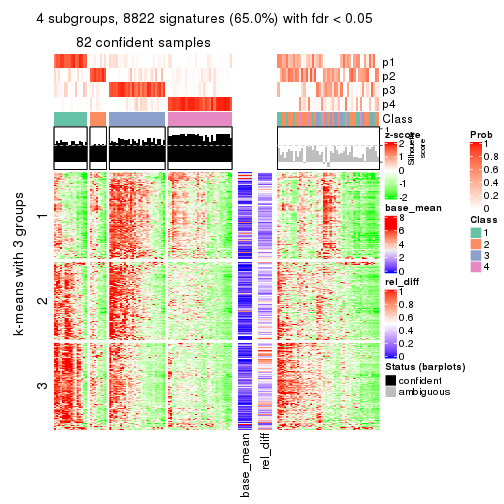 4 subgroups, 8822 signatures (65.0%) with fdr < 0.05
82 confident samples
p1
p2
p3
p4
Class
1
Silhouette
score
k-means with 3 groups
1
2
3
base_mean
rel_diff
z-score
2
1
0
-1
-2
base_mean
8
6
4
2
0
rel_diff
1
0.8
0.6
0.4
0.2
0
Status (barplots)
confident
ambiguous
Prob
1
0.8
0.6
0.4
0.2
0
Class
1
2
3
4